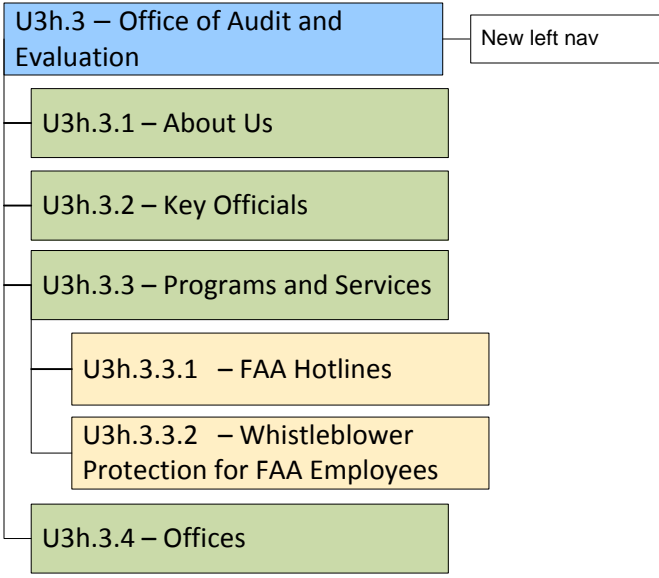 U3h.3 – Office of Audit and
Evaluation
New left nav
U3h.3.1 – About Us
U3h.3.2 – Key Officials
U3h.3.3 – Programs and Services
U3h.3.3.1 – FAA Hotlines
U3h.3.3.2 – Whistleblower
Protection for FAA Employees
U3h.3.4 – Offices